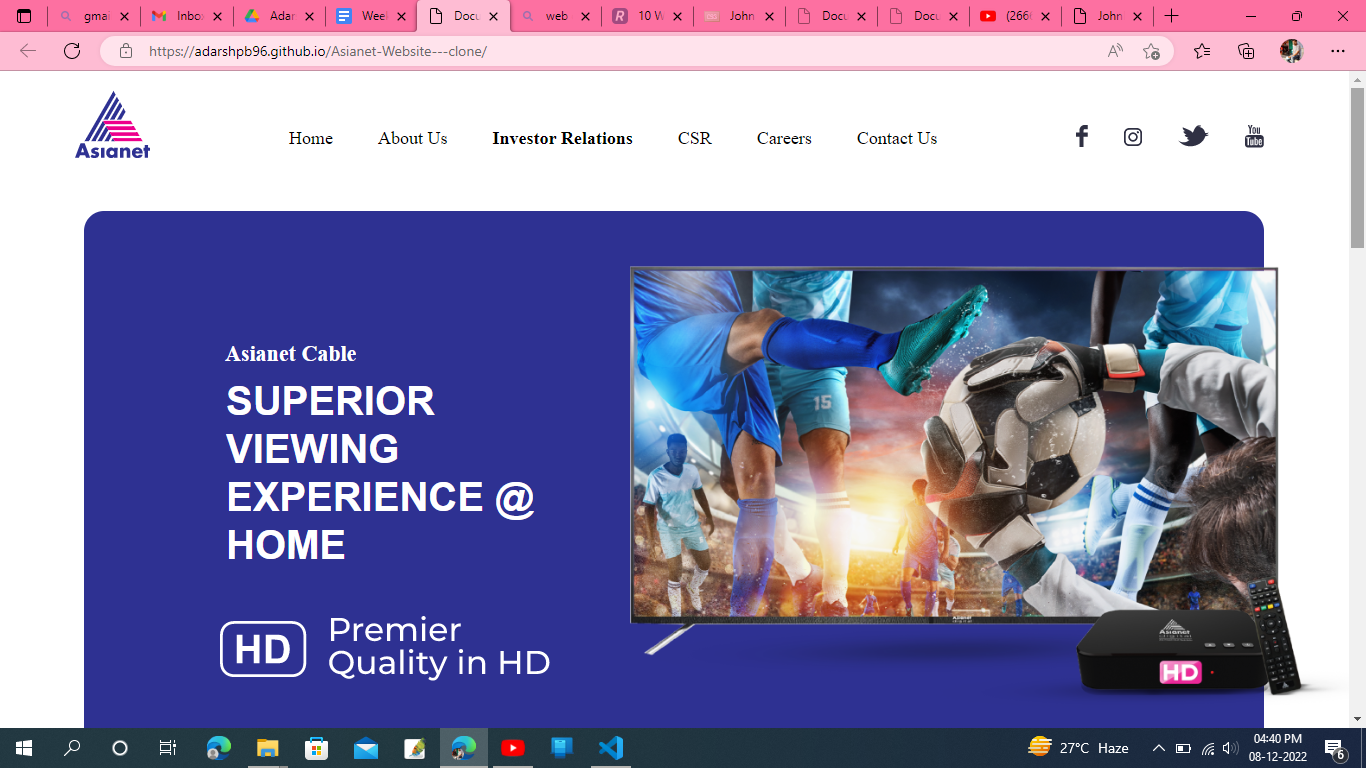 gmai
Inbox
Adar
Week
Docu
web
10 W
John
Docu
Docu
(266
John
https://adarshpb96.github.io/Asianet-Website---clone/
Asianet
Home
About Us
Investor Relations
CSR
Careers
Contact Us
You
Tube
Asianet Cable
SUPERIOR
VIEWING
EXPERIENCE @
HOME
HD
Premier
Quality in HD
15
Asianet
HD
27°C Haze
04:40 PM
08-12-2022
6